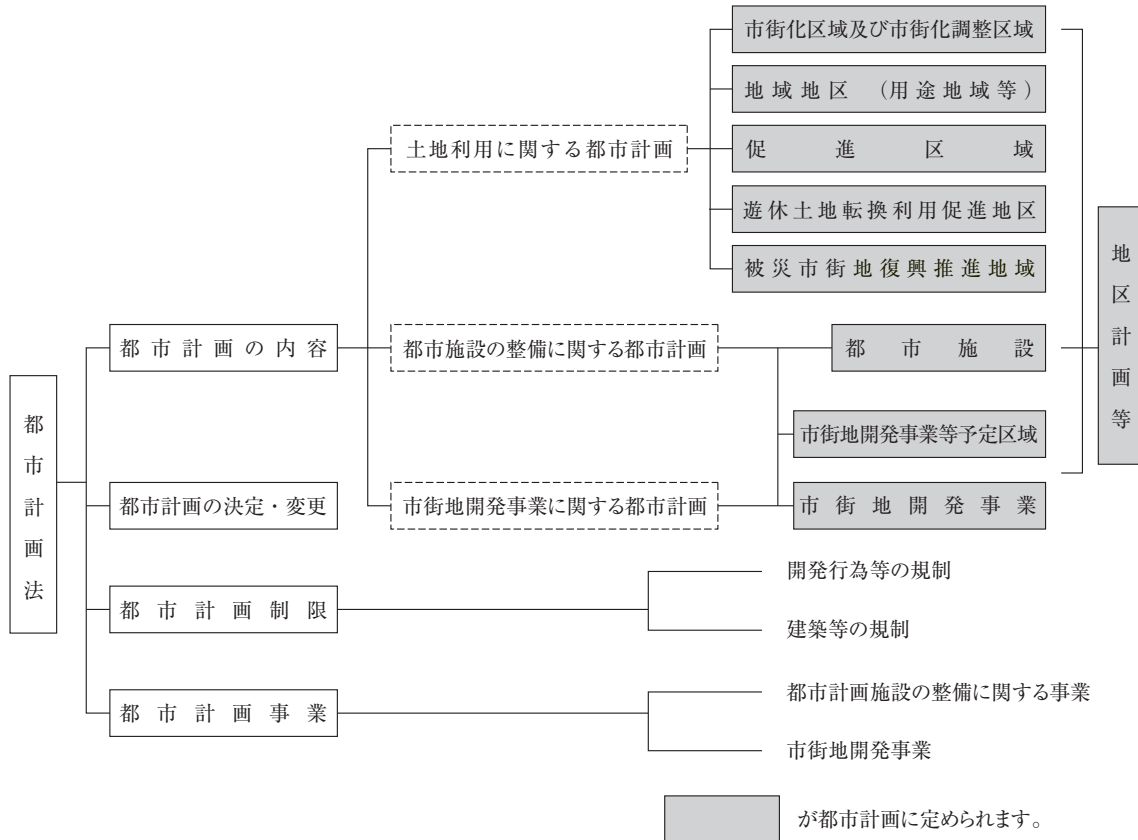 市街化区域及び市街化調整区域
地域地区（用途地域等）
土地利用に関する都市計画
促進区域
遊休土地転換利用促進地区
被災市街地復興推進地域
地区計画等
都市計画の内容
都市施設の整備に関する都市計画
都市施設
都市計画法
市街地開発事業等予定区域
都市計画の決定・変更
市街地開発事業に関する都市計画
市街地開発事業
開発行為等の規制
都市計画制限
建築等の規制
都市計画施設の整備に関する事業
都市計画事業
市街地開発事業
が都市計画に定められます。